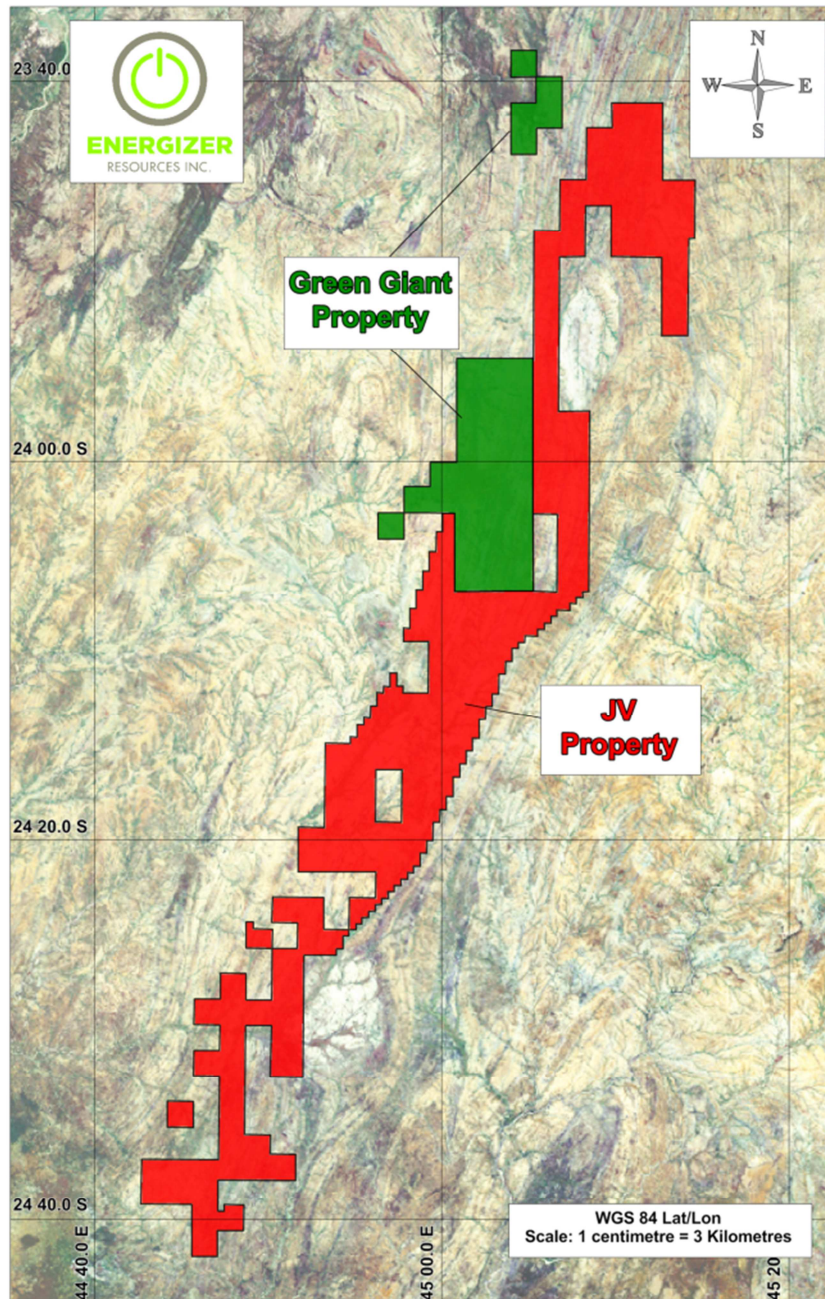 23 40.0
ENERGIZER
RESOURCES INC.
N
W E
S
Green Giant
Property
24 00.0 S
JV
Property
24 20.0 S
24 40.0 S
44 40.0 E
45 00.0 E
45 20
WGS 84 Lat/Lon
Scale: 1 centimetre = 3 Kilometres